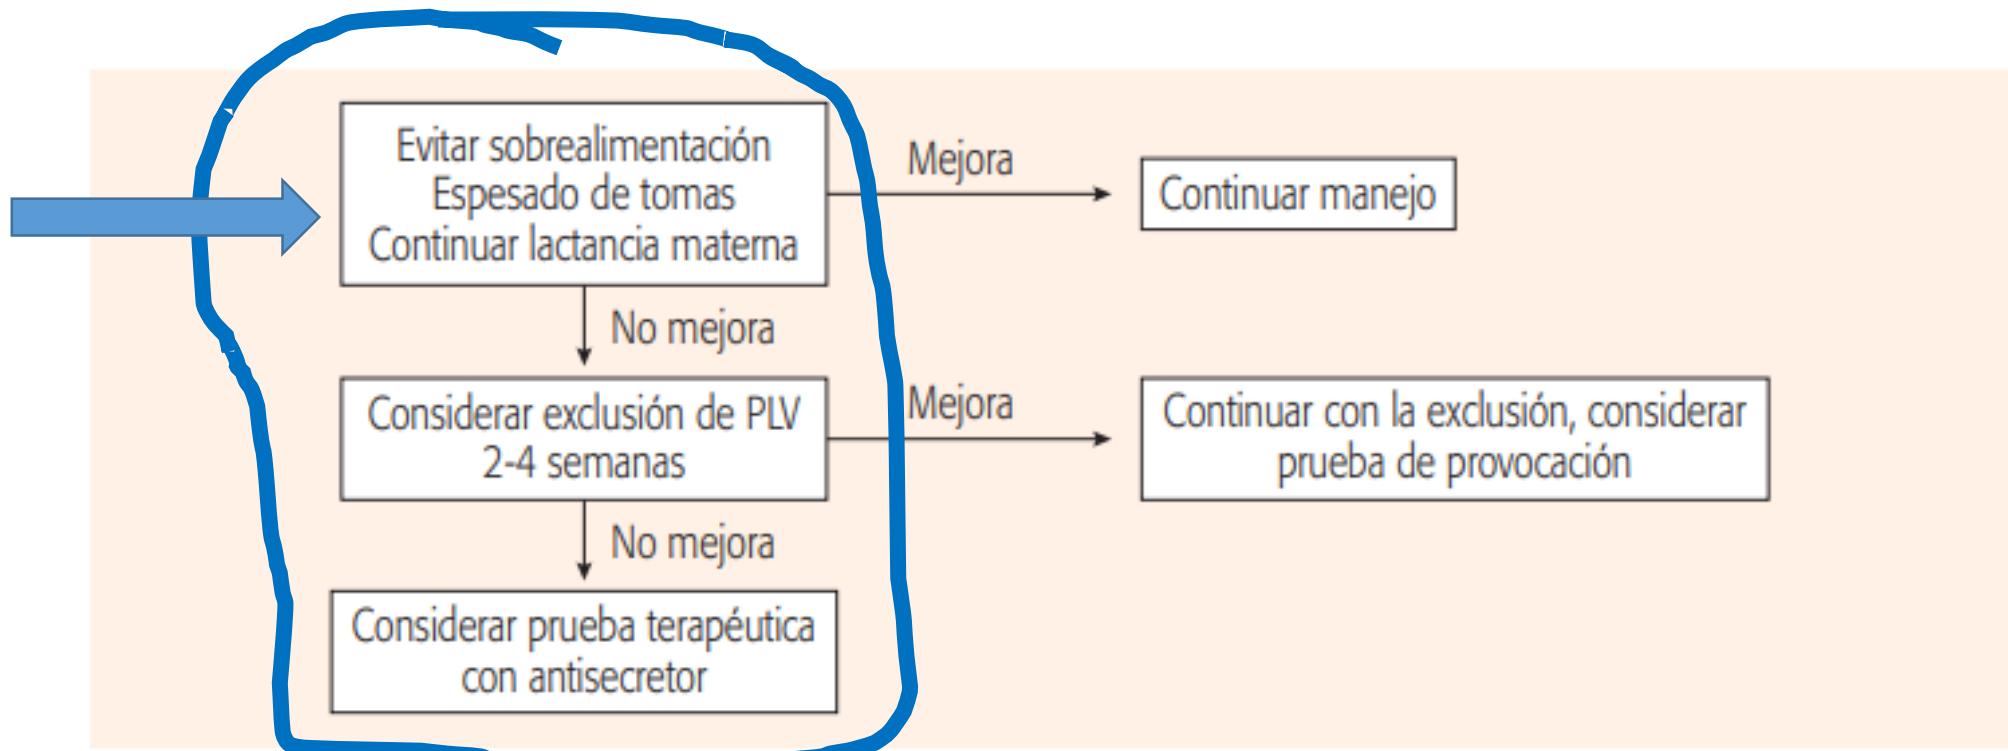 Evitar sobrealimentación
Espesado de tomas
Continuar lactancia materna
Mejora
Continuar manejo
No mejora
Considerar exclusión de PLV
2-4 semanas
Mejora
Continuar con la exclusión, considerar
prueba de provocación
No mejora
Considerar prueba terapéutica
con antisecretor